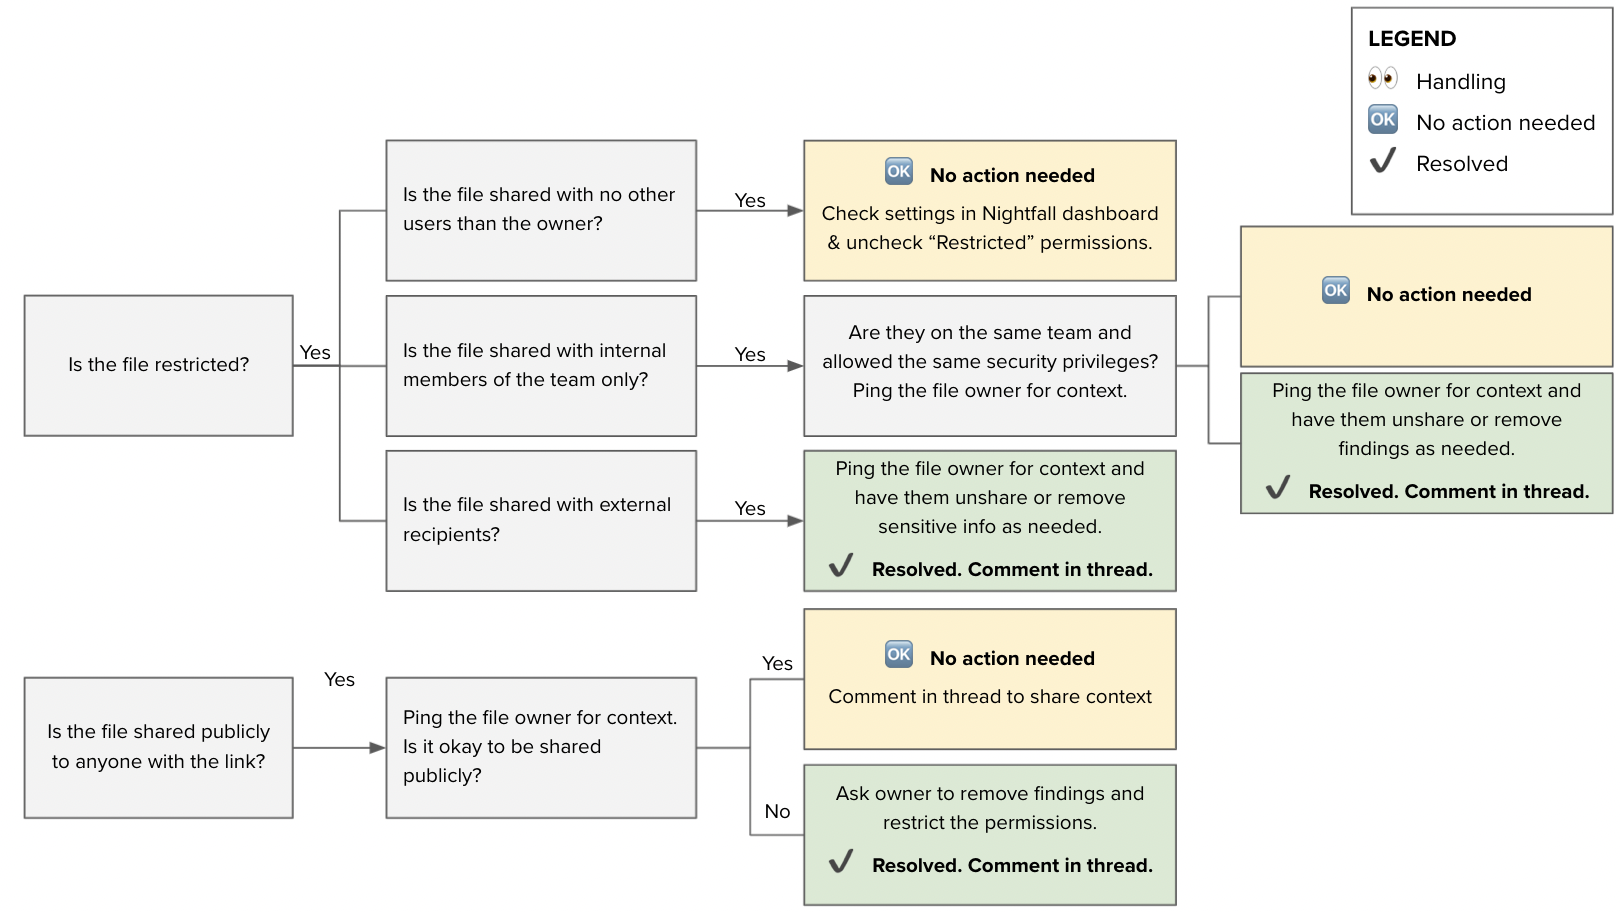 LEGEND
Handling
OK No action needed
Resolved
Is the file shared with no other
users than the owner?
Yes
OK No action needed
Check settings in Nightfall dashboard
& uncheck “Restricted” permissions.
OK No action needed
Is the file restricted?
Yes
Is the file shared with internal
members of the team only?
Yes
Are they on the same team and
allowed the same security privileges?
Ping the file owner for context.
Ping the file owner for context and
have them unshare or remove
findings as needed.
Resolved. Comment in thread.
Is the file shared with external
recipients?
Yes
Ping the file owner for context and
have them unshare or remove
sensitive info as needed.
Resolved. Comment in thread.
Is the file shared publicly
to anyone with the link?
Yes
Ping the file owner for context.
Is it okay to be shared
publicly?
Yes
OK No action needed
Comment in thread to share context
No
Ask owner to remove findings and
restrict the permissions.
Resolved. Comment in thread.